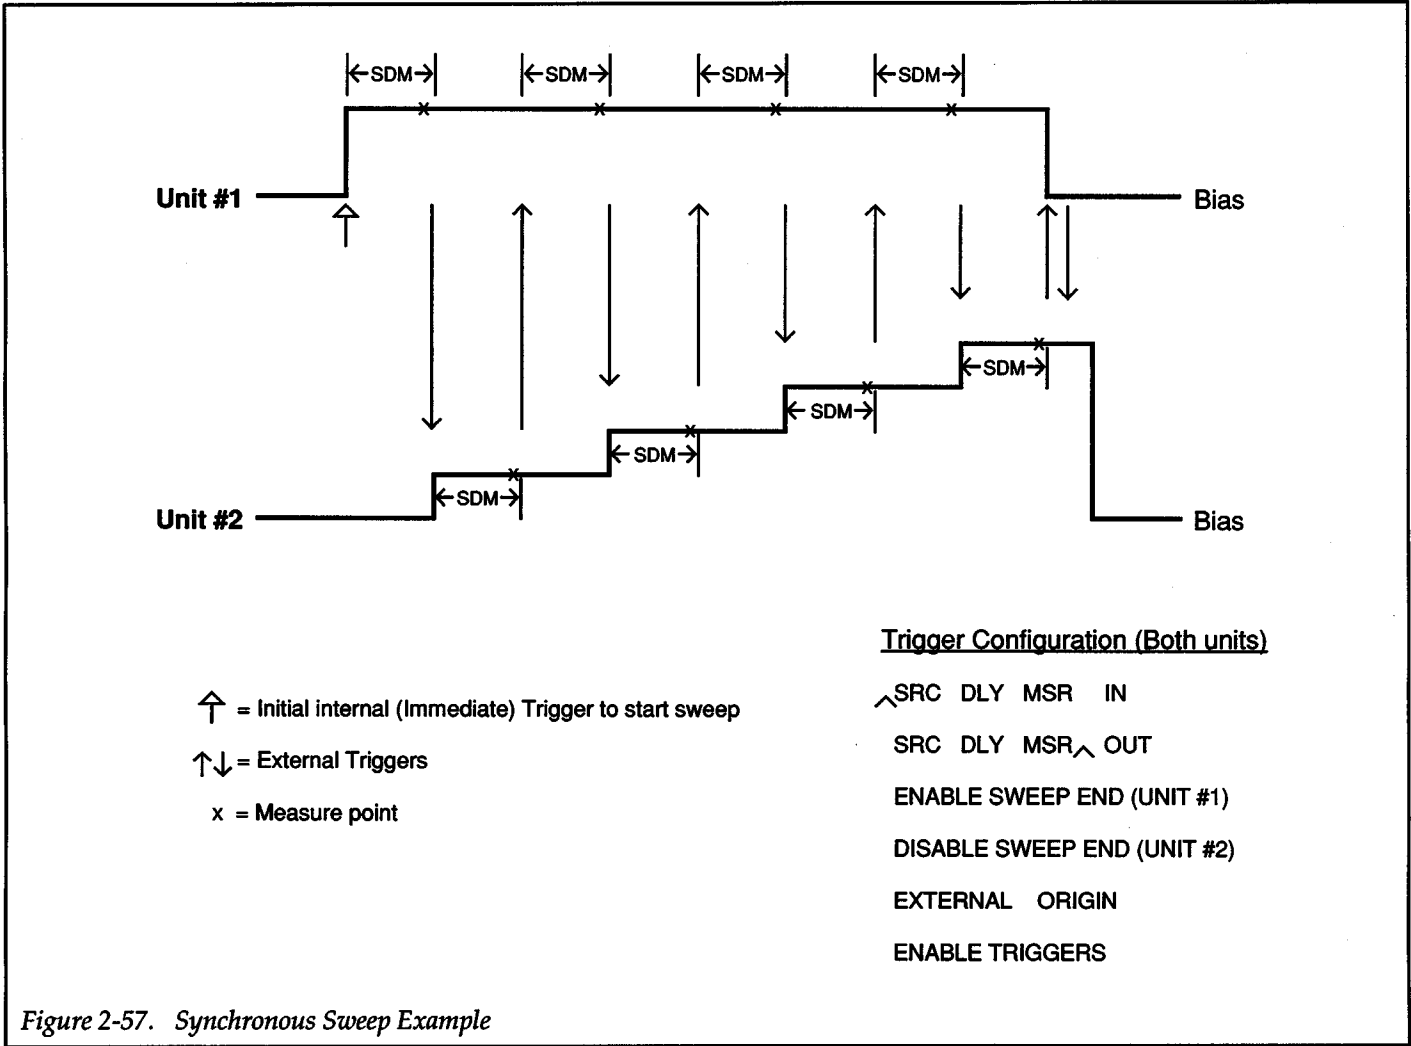 SDM SDM SDM SDM
Unit #1
Bias
SDM
SDM
SDM
SDM
Unit #2
Bias
Trigger Configuration (Both units)
^SRC DLY MSR IN
SRC DLY MSR^ OUT
ENABLE SWEEP END (UNIT #1)
DISABLE SWEEP END (UNIT #2)
EXTERNAL ORIGIN
ENABLE TRIGGERS
= Initial internal (Immediate) Trigger to start sweep
↑↓ = External Triggers
x = Measure point
Figure 2-57. Synchronous Sweep Example